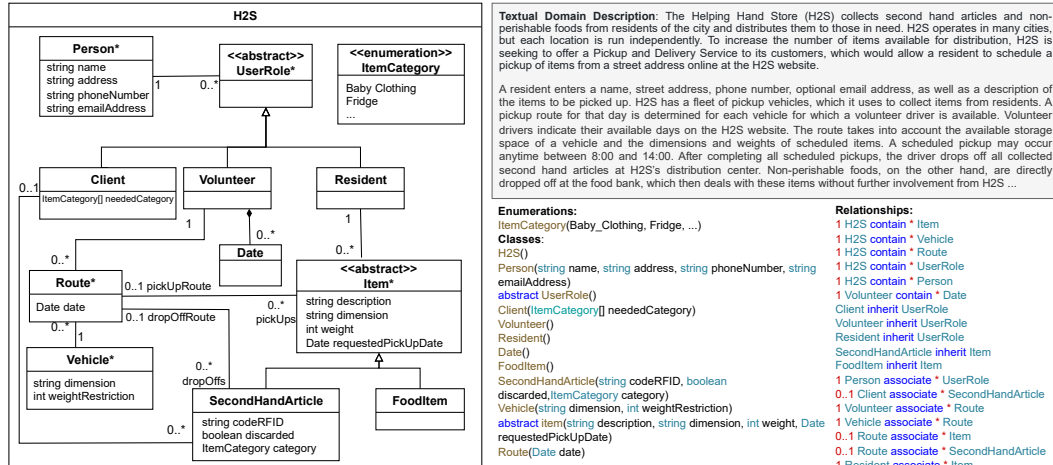 H2S
Person*
string name
string address
string phoneNumber
string emailAddress
1
0..*
<<abstract>>
UserRole*
<<enumeration>>
ItemCategory
Baby Clothing
Fridge
...
Client
ItemCategory[] neededCategory
0..1
Volunteer
1
Resident
1
0..*
Date
0..*
0..*
Route*
Date date
0..1 pickUpRoute
0..*
pickUps
0..1 dropOffRoute
0..*
1
Vehicle*
string dimension
int weightRestriction
<<abstract>>
Item*
string description
string dimension
int weight
Date requestedPickUpDate
0..*
dropOffs
SecondHandArticle
string codeRFID
boolean discarded
ItemCategory category
0..*
FoodItem
Textual Domain Description: The Helping Hand Store (H2S) collects second hand articles and non-
perishable foods from residents of the city and distributes them to those in need. H2S operates in many cities,
but each location is run independently. To increase the number of items available for distribution, H2S is
seeking to offer a Pickup and Delivery Service to its customers, which would allow a resident to schedule a
pickup of items from a street address online at the H2S website.
A resident enters a name, street address, phone number, optional email address, as well as a description of
the items to be picked up. H2S has a fleet of pickup vehicles, which it uses to collect items from residents. A
pickup route for that day is determined for each vehicle for which a volunteer driver is available. Volunteer
drivers indicate their available days on the H2S website. The route takes into account the available storage
space of a vehicle and the dimensions and weights of scheduled items. A scheduled pickup may occur
anytime between 8:00 and 14:00. After completing all scheduled pickups, the driver drops off all collected
second hand articles at H2S's distribution center. Non-perishable foods, on the other hand, are directly
dropped off at the food bank, which then deals with these items without further involvement from H2S ...
Enumerations:
ItemCategory(Baby_Clothing, Fridge, ...)
Classes:
H2S()
Person(string name, string address, string phoneNumber, string
emailAddress)
abstract UserRole()
Client(ItemCategory[] neededCategory)
Volunteer()
Resident()
Date()
FoodItem()
SecondHandArticle(string codeRFID, boolean
discarded,ItemCategory category)
Vehicle(string dimension, int weightRestriction)
abstract item(string description, string dimension, int weight, Date
requestedPickUpDate)
Route(Date date)
Relationships:
1 H2S contain * Item
1 H2S contain * Vehicle
1 H2S contain * Route
1 H2S contain * UserRole
1 H2S contain * Person
1 Volunteer contain * Date
Client inherit UserRole
Volunteer inherit UserRole
Resident inherit UserRole
SecondHandArticle inherit Item
FoodItem inherit Item
1 Person associate * UserRole
0..1 Client associate * SecondHandArticle
1 Volunteer associate * Route
1 Vehicle associate * Route
0..1 Route associate * Item
0..1 Route associate * SecondHandArticle
1 Resident associate * Item